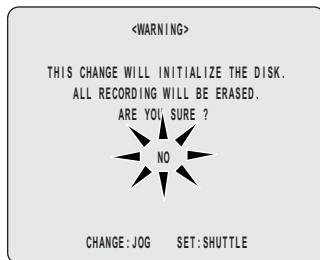 <WARNING>
THIS CHANGE WILL INITIALIZE THE DISK.
ALL RECORDING WILL BE ERASED.
ARE YOU SURE ?
NO
CHANGE:JOG SET:SHUTTLE